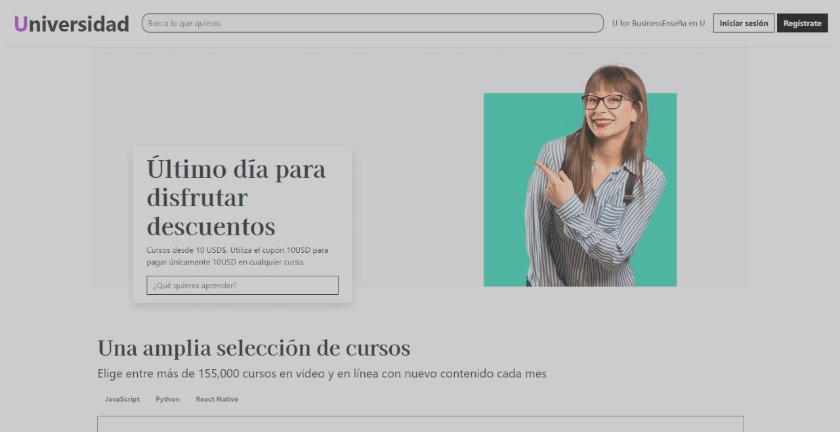 Universidad
Busca lo que quieras
U for BusinessEnseña en U
Iniciar sesión
Regístrate
Último día para
disfrutar
descuentos
Cursos desde 10 USD$. Utiliza el cupón 10USD para
pagar únicamente 10USD en cualquier curso.
¿Qué quieres aprender?
Una amplia selección de cursos
Elige entre más de 155,000 cursos en video y en línea con nuevo contenido cada mes
JavaScript
Python
React Native